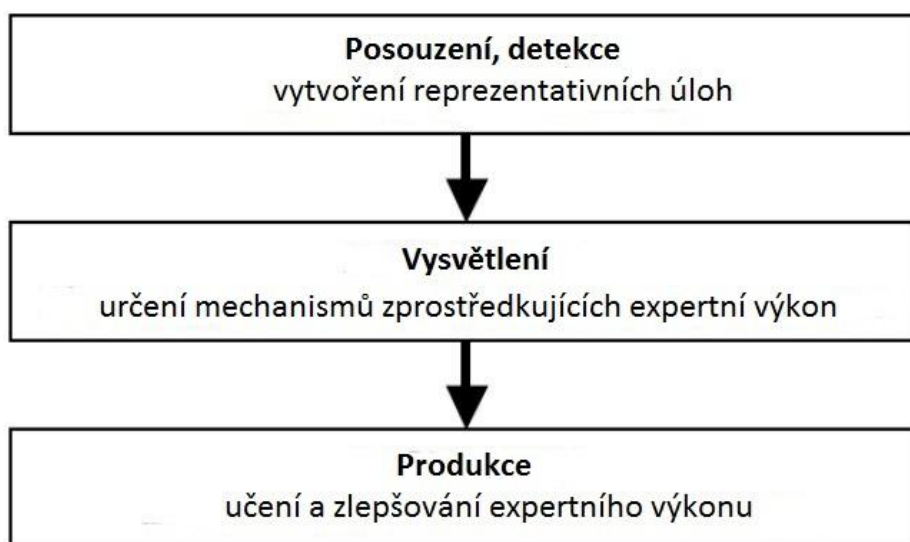 Posouzení, detekce
vytvoření reprezentativních úloh
Vysvětlení
určení mechanismů zprostředkujících expertní výkon
Produkce
učení a zlepšování expertního výkonu